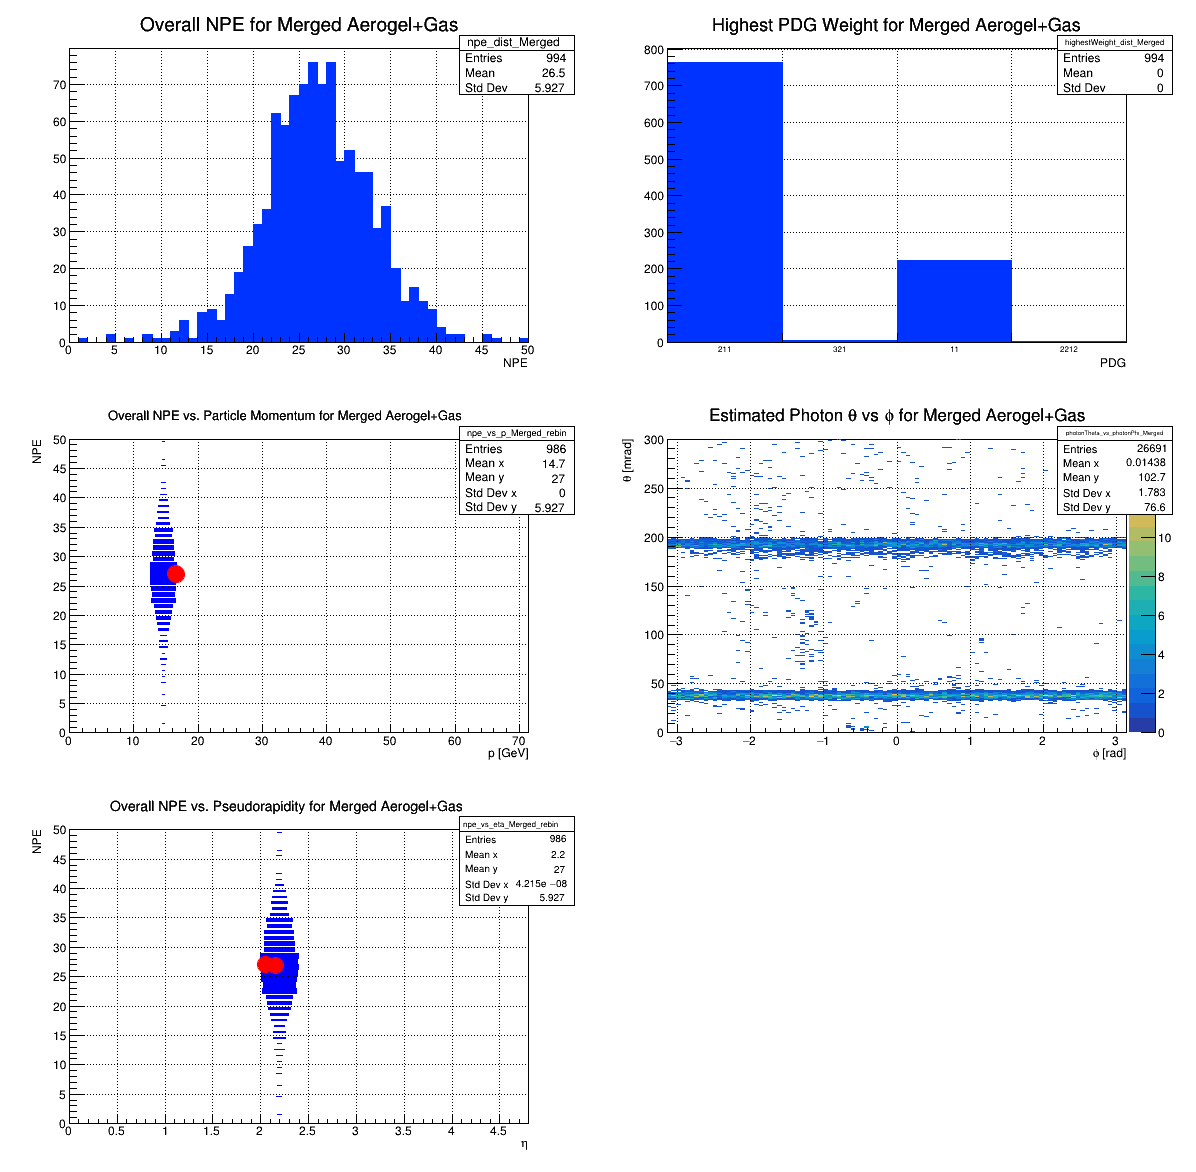 Overall NPE for Merged Aerogel+Gas
npe_dist_Merged
Entries 994
Mean 26.5
Std Dev 5.927
70
60
50
40
30
20
10
0
0 5 10 15 20 25 30 35 40 45 50
NPE
Highest PDG Weight for Merged Aerogel+Gas
highestWeight_dist_Merged
Entries 994
Mean 0
Std Dev 0
800
700
600
500
400
300
200
100
0
211 321 11 2212
PDG
Overall NPE vs. Particle Momentum for Merged Aerogel+Gas
npe_vs_p_Merged_rebin
Entries 986
Mean x 14.7
Mean y 27
Std Dev x 0
Std Dev y 5.927
NPE
50
45
40
35
30
25
20
15
10
5
0
0 10 20 30 40 50 60 70
p [GeV]
Estimated Photon θ vs ϕ for Merged Aerogel+Gas
photonTheta_vs_photonPhi_Merged
Entries 26691
Mean x 0.01438
Mean y 102.7
Std Dev x 1.783
Std Dev y 76.6
θ [mrad]
300
250
200
150
100
50
0
−3 −2 −1 0 1 2 3
ϕ [rad]
10
8
6
4
2
0
Overall NPE vs. Pseudorapidity for Merged Aerogel+Gas
npe_vs_eta_Merged_rebin
Entries 986
Mean x 2.2
Mean y 27
Std Dev x 4.215e −08
Std Dev y 5.927
NPE
50
45
40
35
30
25
20
15
10
5
0
0 0.5 1 1.5 2 2.5 3 3.5 4 4.5
η